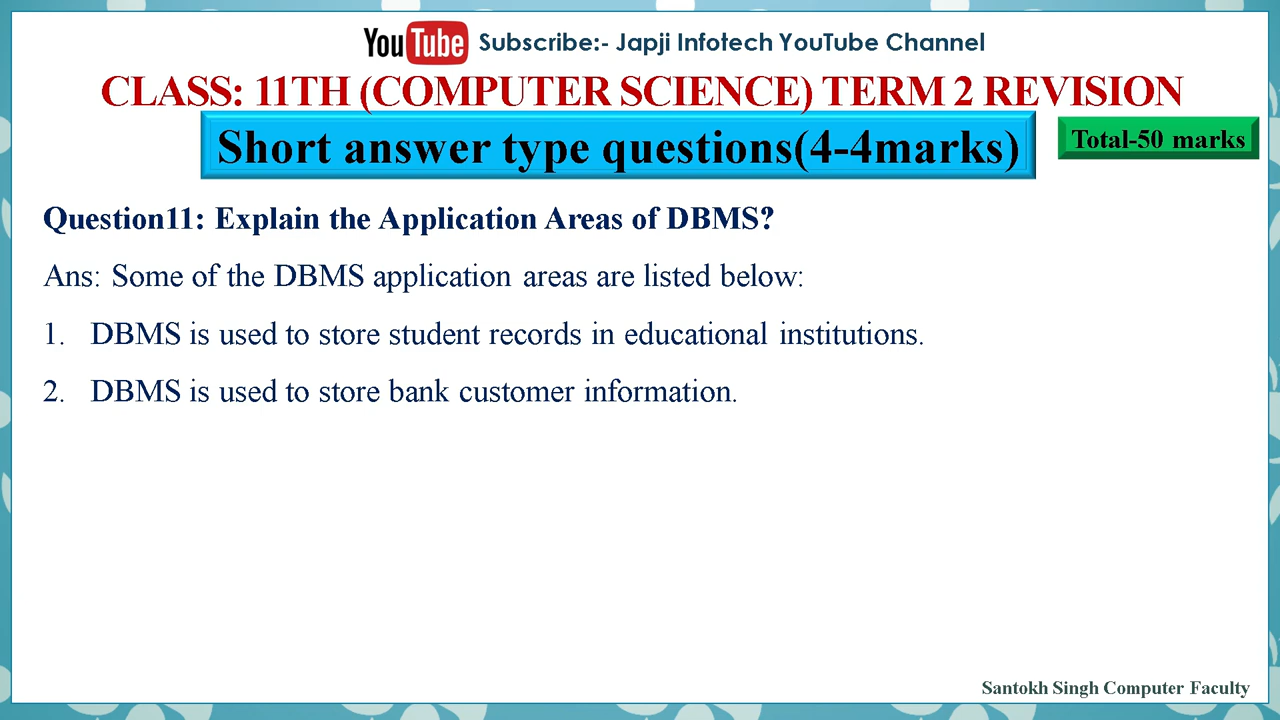 YouTube Subscribe:- Japji Infotech YouTube Channel
CLASS: 11TH (COMPUTER SCIENCE) TERM 2 REVISION
Short answer type questions(4-4marks)
Total-50 marks
Question11: Explain the Application Areas of DBMS?
Ans: Some of the DBMS application areas are listed below:
1. DBMS is used to store student records in educational institutions.
2. DBMS is used to store bank customer information.
Santokh Singh Computer Faculty